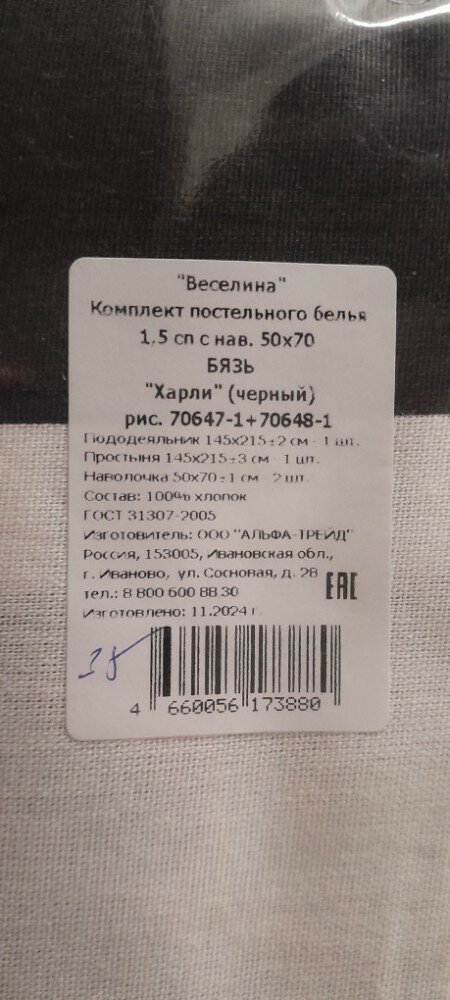 "Веселина"
Комплект постельного белья
1,5 сп с нав. 50х70
БЯЗЬ
"Харли" (черный)
рис. 70647-1+70648-1
Пододеяльник 145х215±2 см - 1 шт.
Простыня 145х215±3 см - 1 шт.
Наволочка 50х70±1 см - 2 шт.
Состав: 100% хлопок
ГОСТ 31307-2005
Изготовитель: ООО "АЛЬФА-ТРЕЙД"
Россия, 153005, Ивановская обл.,
г. Иваново, ул. Сосновая, д. 28
тел.: 8 800 600 88 30
EAC
Изготовлено: 11.2024 г.
4 660056 173880